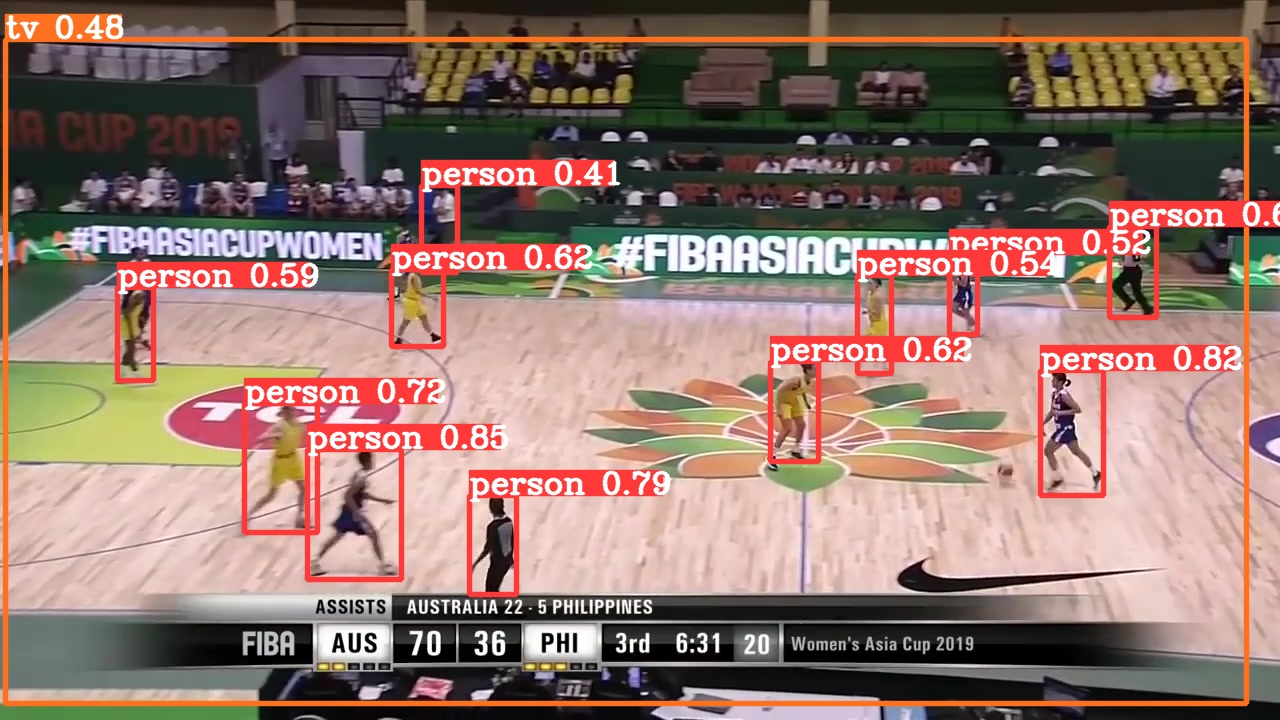 tv 0.48
IA CUP 2019
person 0.41
#FIBAASIACUPWOMEN
#FIBAASIACUPW
person 0.6
person 0.52
person 0.54
person 0.62
person 0.59
person 0.62
person 0.82
person 0.72
TCL
person 0.85
person 0.79
ASSISTS AUSTRALIA 22 - 5 PHILIPPINES
FIBA AUS 70 36 PHI 3rd 6:31 20 Women's Asia Cup 2019